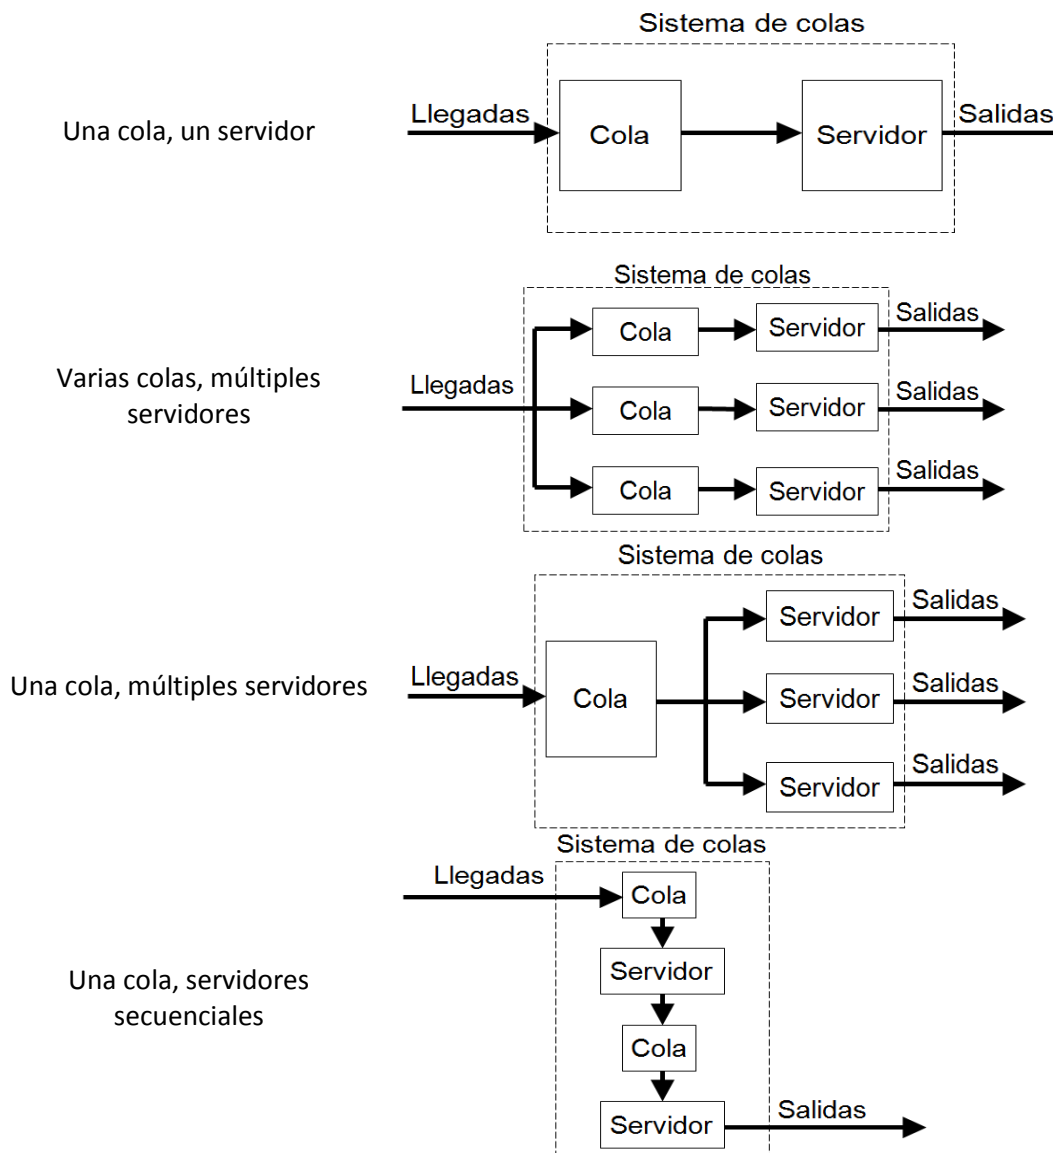 Sistema de colas
Una cola, un servidor
Llegadas
Cola
Servidor
Salidas
Sistema de colas
Varias colas, múltiples
servidores
Llegadas
Cola
Servidor
Salidas
Cola
Servidor
Salidas
Cola
Servidor
Salidas
Sistema de colas
Una cola, múltiples servidores
Llegadas
Cola
Servidor
Salidas
Servidor
Salidas
Servidor
Salidas
Sistema de colas
Una cola, servidores
secuenciales
Llegadas
Cola
Servidor
Cola
Servidor
Salidas